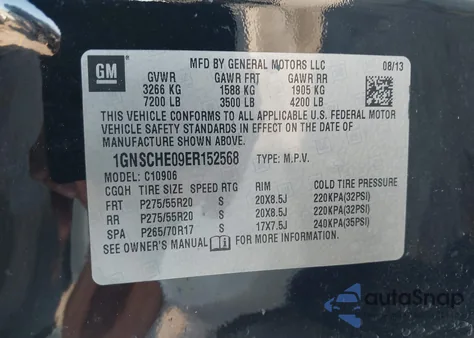 GM
MFD BY GENERAL MOTORS LLC 08/13
GVWR GAWR FRT GAWR RR
3266 KG 1588 KG 1905 KG
7200 LB 3500 LB 4200 LB
THIS VEHICLE CONFORMS TO ALL APPLICABLE U.S. FEDERAL MOTOR
VEHICLE SAFETY STANDARDS IN EFFECT ON THE DATE OF
MANUFACTURE SHOWN ABOVE.
1GNSCHE09ER152568 TYPE: M.P.V.
MODEL: C10906
CGQH TIRE SIZE SPEED RTG RIM COLD TIRE PRESSURE
FRT P275/55R20 S 20X8.5J 220KPA(32PSI)
RR P275/55R20 S 20X8.5J 220KPA(32PSI)
SPA P265/70R17 S 17X7.5J 240KPA(35PSI)
SEE OWNER'S MANUAL FOR MORE INFORMATION.
autoSnap